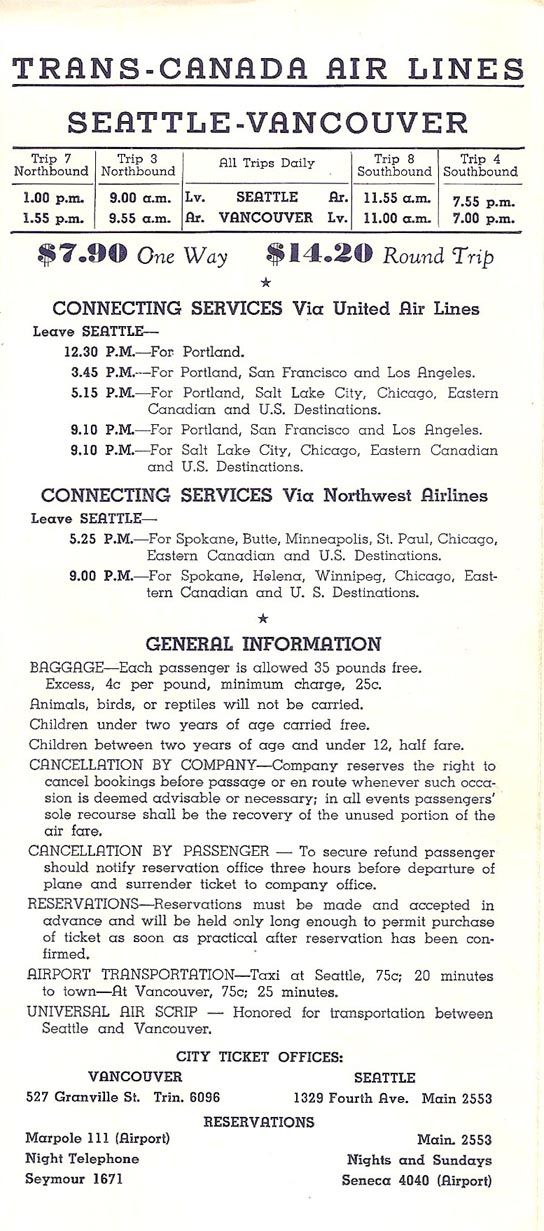 TRANS-CANADA AIR LINES
SEATTLE-VANCOUVER
Trip 7 Northbound Trip 3 Northbound All Trips Daily Trip 8 Southbound Trip 4 Southbound
1.00 p.m. 9.00 a.m. Lv. SEATTLE Ar. 11.55 a.m. 7.55 p.m.
1.55 p.m. 9.55 a.m. Ar. VANCOUVER Lv. 11.00 a.m. 7.00 p.m.
$7.90 One Way $14.20 Round Trip
CONNECTING SERVICES Via United Air Lines
Leave SEATTLE—
12.30 P.M.—For Portland.
3.45 P.M.—For Portland, San Francisco and Los Angeles.
5.15 P.M.—For Portland, Salt Lake City, Chicago, Eastern
Canadian and U.S. Destinations.
9.10 P.M.—For Portland, San Francisco and Los Angeles.
9.10 P.M.—For Salt Lake City, Chicago, Eastern Canadian
and U.S. Destinations.
CONNECTING SERVICES Via Northwest Airlines
Leave SEATTLE—
5.25 P.M.—For Spokane, Butte, Minneapolis, St. Paul, Chicago,
Eastern Canadian and U.S. Destinations.
9.00 P.M.—For Spokane, Helena, Winnipeg, Chicago, East-
tern Canadian and U. S. Destinations.
GENERAL INFORMATION
BAGGAGE—Each passenger is allowed 35 pounds free.
Excess, 4c per pound, minimum charge, 25c.
Animals, birds, or reptiles will not be carried.
Children under two years of age carried free.
Children between two years of age and under 12, half fare.
CANCELLATION BY COMPANY—Company reserves the right to
cancel bookings before passage or en route whenever such occa-
sion is deemed advisable or necessary; in all events passengers'
sole recourse shall be the recovery of the unused portion of the
air fare.
CANCELLATION BY PASSENGER — To secure refund passenger
should notify reservation office three hours before departure of
plane and surrender ticket to company office.
RESERVATIONS—Reservations must be made and accepted in
advance and will be held only long enough to permit purchase
of ticket as soon as practical after reservation has been con-
firmed.
AIRPORT TRANSPORTATION—Taxi at Seattle, 75c; 20 minutes
to town—At Vancouver, 75c; 25 minutes.
UNIVERSAL AIR SCRIP — Honored for transportation between
Seattle and Vancouver.
CITY TICKET OFFICES:
VANCOUVER SEATTLE
527 Granville St. Trin. 6096 1329 Fourth Ave. Main 2553
RESERVATIONS
Marpole 111 (Airport) Main. 2553
Night Telephone Nights and Sundays
Seymour 1671 Seneca 4040 (Airport)